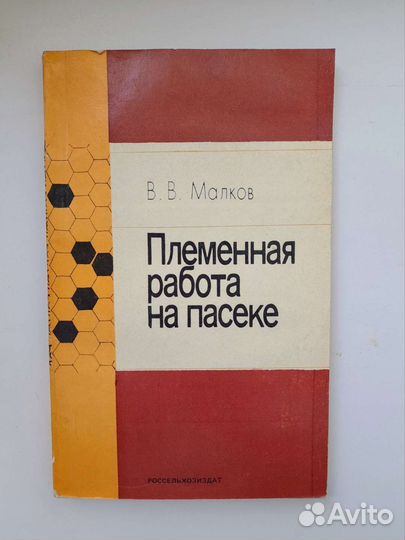 В. В. Малков
Племенная
работа
на пасеке
РОССЕЛЬХОЗИЗДАТ
Avito